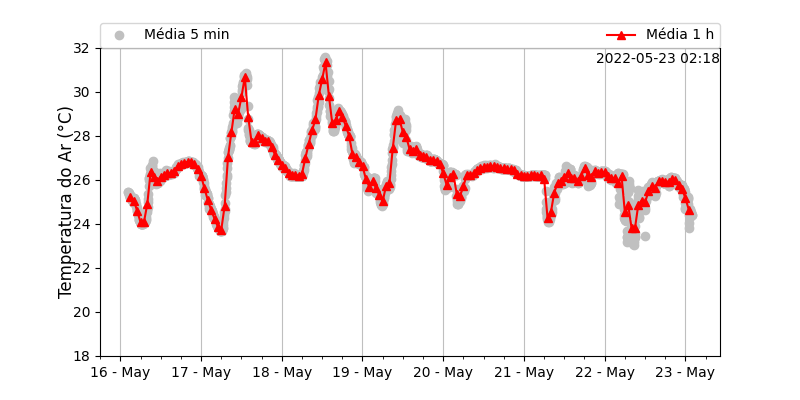 Média 5 min
Média 1 h
2022-05-23 02:18
Temperatura do Ar (°C)
32
30
28
26
24
22
20
18
16 - May
17 - May
18 - May
19 - May
20 - May
21 - May
22 - May
23 - May